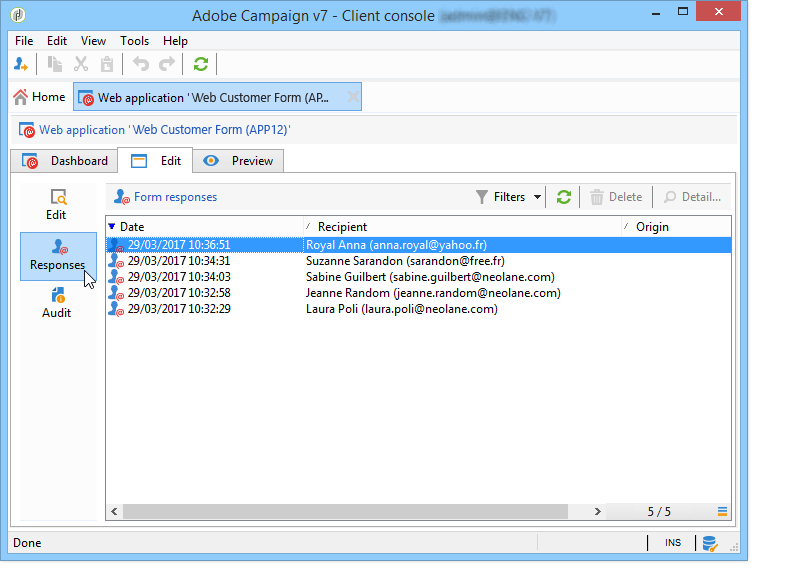 Adobe Campaign v7 - Client console
File Edit View Tools Help
Home Web application 'Web Customer Form (AP...
Web application 'Web Customer Form (APP12)'
Dashboard Edit Preview
Edit
Responses
Audit
Form responses Filters Delete Detail...
Date Recipient Origin
29/03/2017 10:36:51 Royal Anna (anna.royal@yahoo.fr)
29/03/2017 10:34:31 Suzanne Sarandon (sarandon@free.fr)
29/03/2017 10:34:03 Sabine Guilbert (sabine.guilbert@neolane.com)
29/03/2017 10:32:58 Jeanne Random (jeanne.random@neolane.com)
29/03/2017 10:32:29 Laura Poli (laura.poli@neolane.com)
5 / 5
Done INS